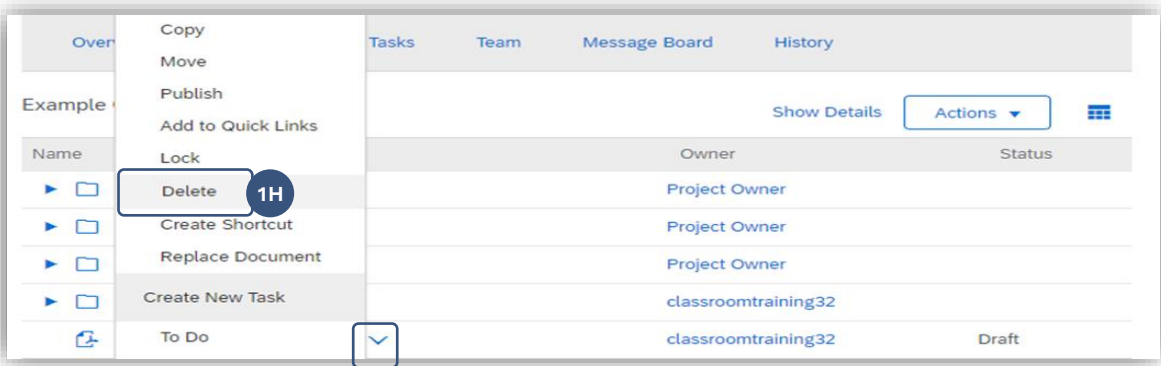 Copy
Over Tasks Team Message Board History
Move
Publish
Example Show Details Actions
Add to Quick Links
Name Lock Owner Status
Delete 1H Project Owner
Create Shortcut Project Owner
Replace Document Project Owner
Create New Task classroomtraining32
To Do classroomtraining32 Draft